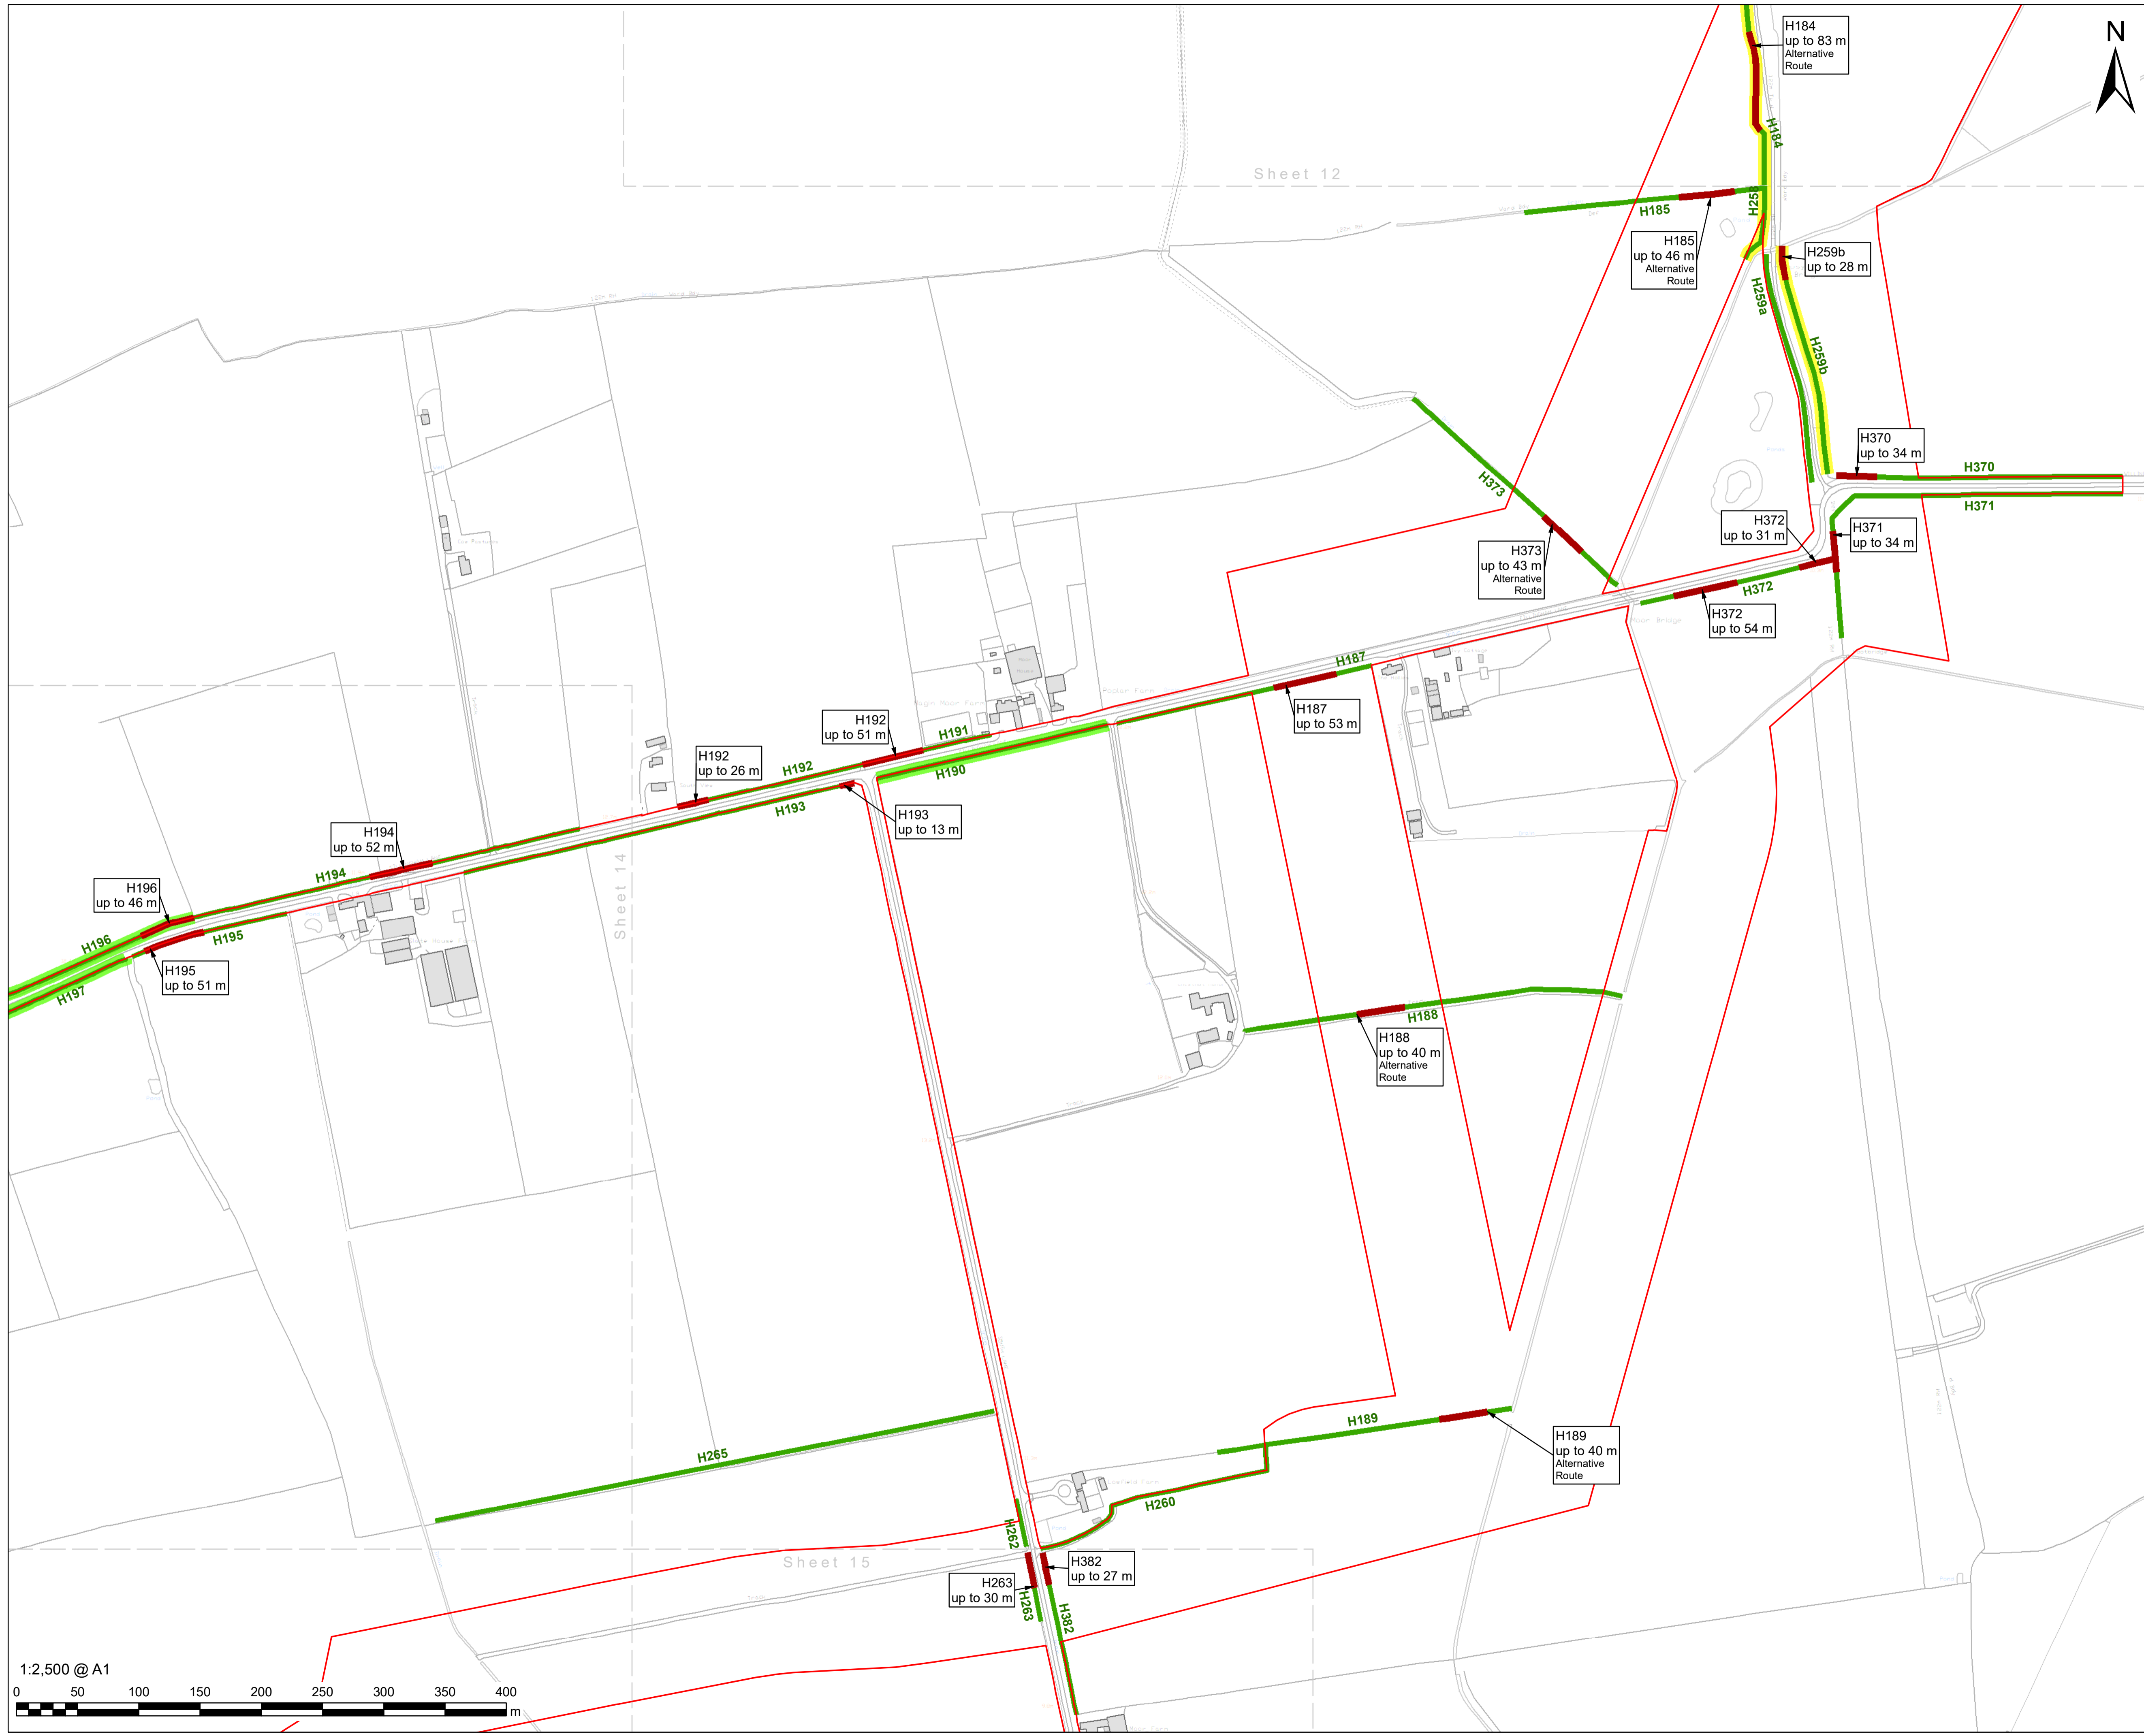 H184
up to 83 m
Alternative
Route
N
H184
Sheet 12
H258
H185
H185
up to 46 m
Alternative
Route
H259b
up to 28 m
H259a
H259b
H370
up to 34 m
H370
H373
H371
H372
up to 31 m
H371
up to 34 m
H373
up to 43 m
Alternative
Route
H372
H372
up to 54 m
Moor Bridge
H187
H187
up to 53 m
Poplar Farm
H192
up to 51 m
H191
H192
up to 26 m
H192
H190
H193
H193
up to 13 m
H194
up to 52 m
H194
Sheet 14
H196
up to 46 m
H196
H195
H195
up to 51 m
H197
H188
H188
up to 40 m
Alternative
Route
H189
H189
up to 40 m
Alternative
Route
H265
H260
H262
Sheet 15
H382
up to 27 m
H263
up to 30 m
H263
H382
1:2,500 @ A1
0 50 100 150 200 250 300 350 400
m